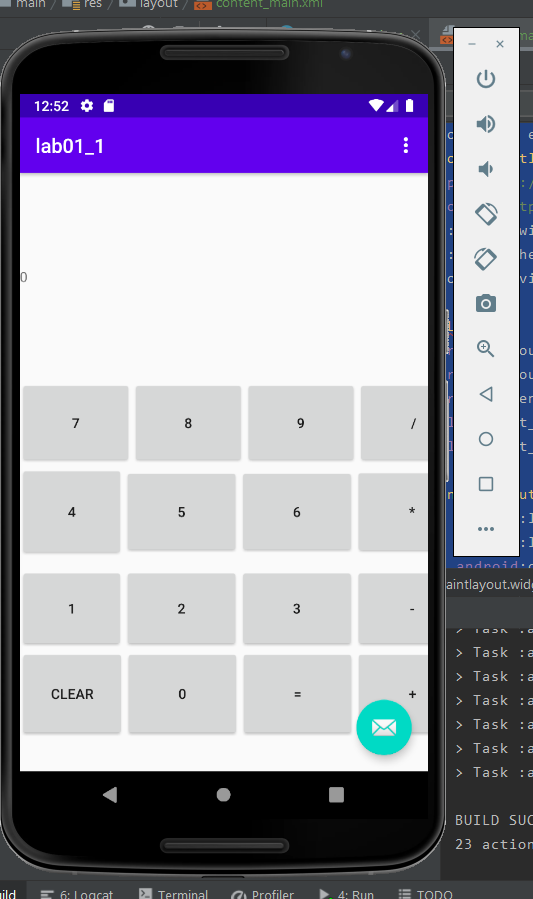 main res layout content_main.xml
12:52
lab01_1
0
7 8 9 /
4 5 6 *
1 2 3 -
CLEAR 0 = +
aintlayout.widg
> Task :a
> Task :a
> Task :a
> Task :a
> Task :a
> Task :a
> Task :a
BUILD SUC
23 action
ild 6: Logcat Terminal Profiler 4: Run TODO